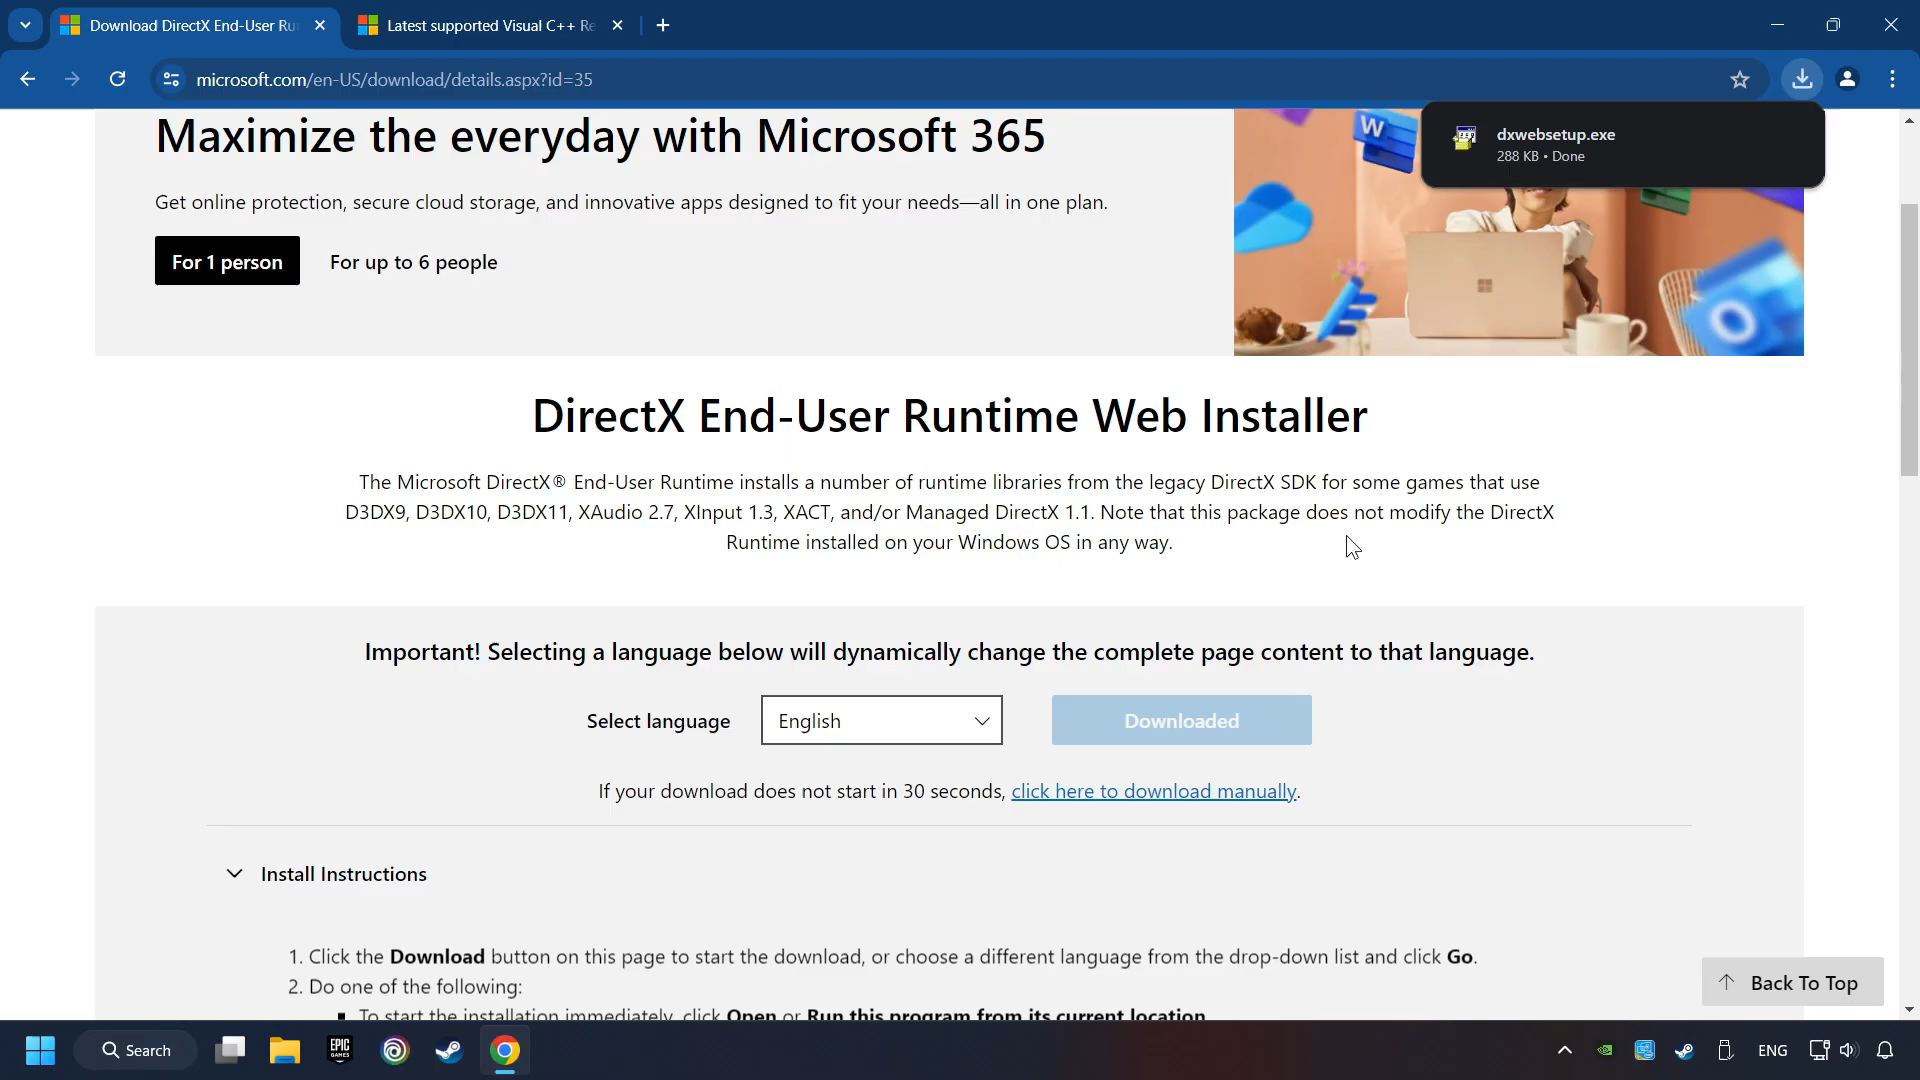 Download DirectX End-User Ru
Latest supported Visual C++ Re
microsoft.com/en-US/download/details.aspx?id=35
dxwebsetup.exe
288 KB • Done
Maximize the everyday with Microsoft 365
Get online protection, secure cloud storage, and innovative apps designed to fit your needs—all in one plan.
For 1 person
For up to 6 people
DirectX End-User Runtime Web Installer
The Microsoft DirectX® End-User Runtime installs a number of runtime libraries from the legacy DirectX SDK for some games that use
D3DX9, D3DX10, D3DX11, XAudio 2.7, XInput 1.3, XACT, and/or Managed DirectX 1.1. Note that this package does not modify the DirectX
Runtime installed on your Windows OS in any way.
Important! Selecting a language below will dynamically change the complete page content to that language.
Select language
English
Downloaded
If your download does not start in 30 seconds, click here to download manually.
Install Instructions
1. Click the Download button on this page to start the download, or choose a different language from the drop-down list and click Go.
2. Do one of the following:
To start the installation immediately, click Open or Run this program from its current location.
Back To Top
Search
EPIC
GAMES
ENG